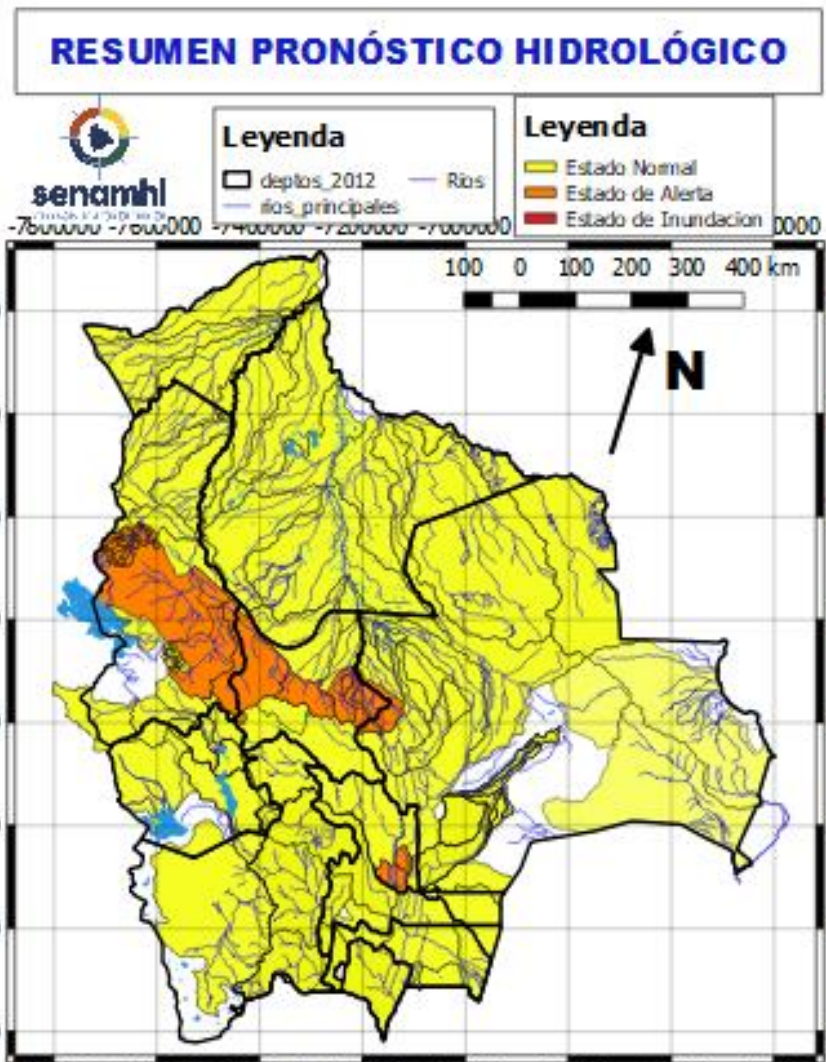 RESUMEN PRONÓSTICO HIDROLÓGICO
senamhi
Leyenda
deptos_2012
Rios
rios_principales
Leyenda
Estado Normal
Estado de Alerta
Estado de Inundacion
-7800000 -7600000 -7400000 -7200000 -7000000
100 0 100 200 300 400 km
N